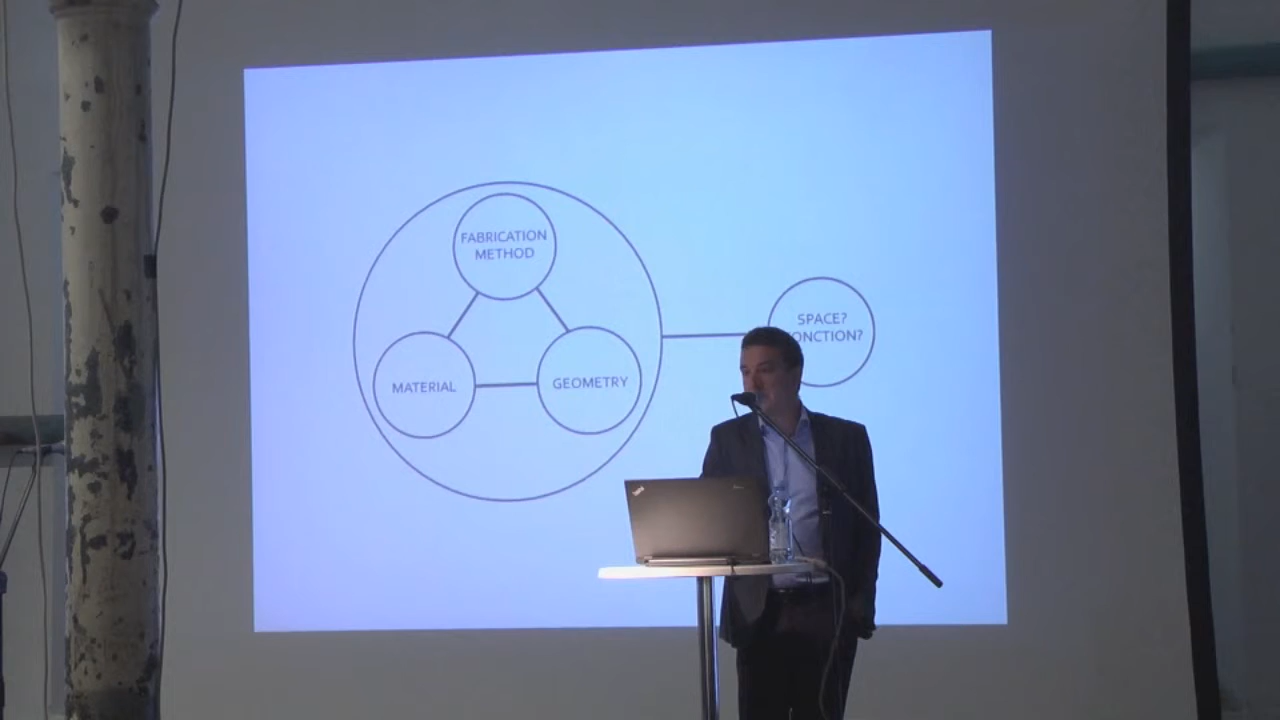 FABRICATION
METHOD
MATERIAL
GEOMETRY
SPACE?